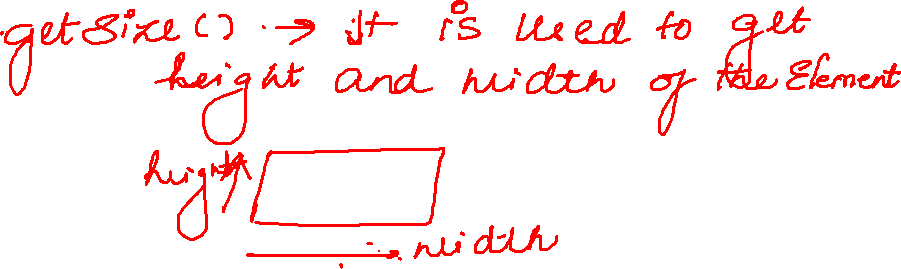 getSize() → It is used to get
height and width of the Element
height
width